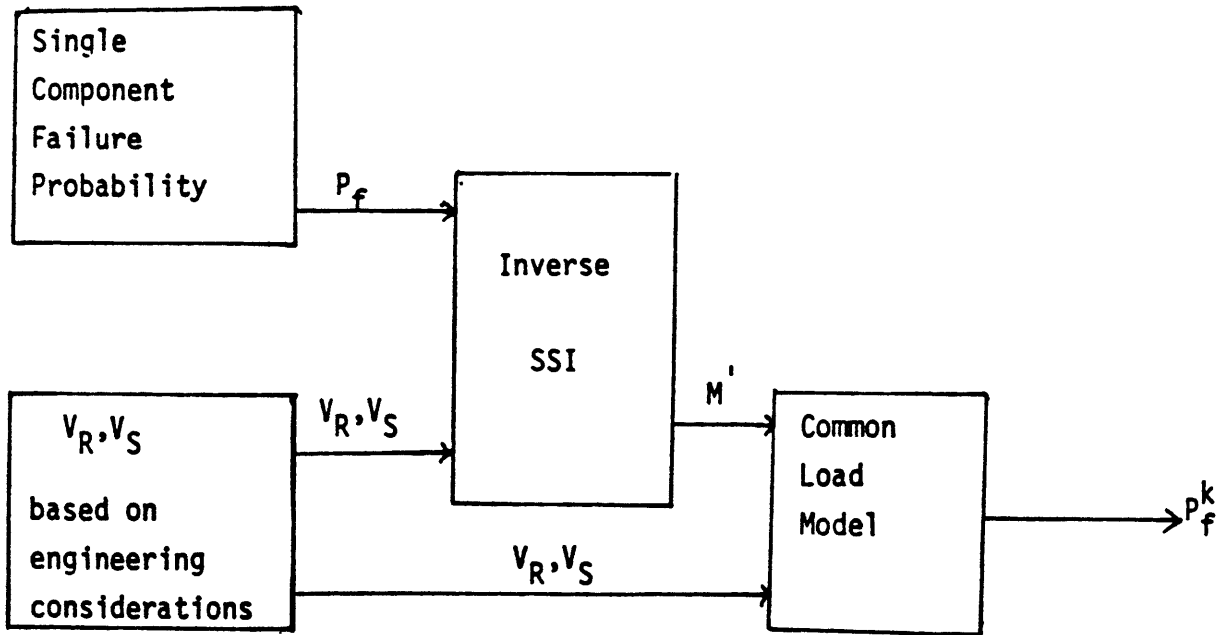 Single
Component
Failure
Probability
P_f
Inverse
SSI
V_R,V_S
based on
engineering
considerations
V_R,V_S
M'
Common
Load
Model
V_R,V_S
P_f^k